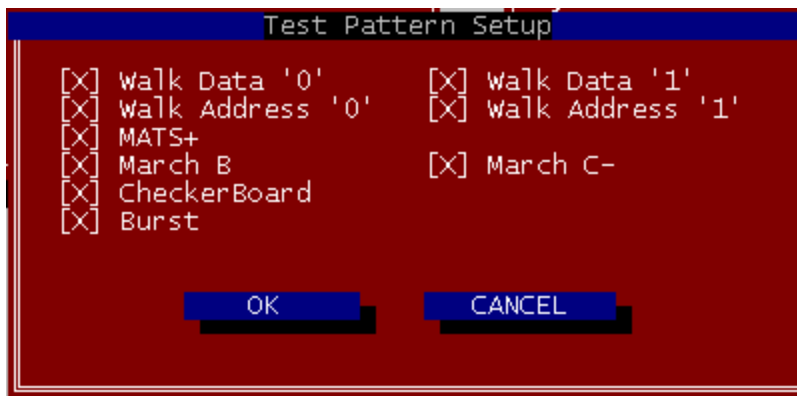 Test Pattern Setup
[X] Walk Data '0' [X] Walk Data '1'
[X] Walk Address '0' [X] Walk Address '1'
[X] MATS+
[X] March B [X] March C-
[X] CheckerBoard
[X] Burst
OK CANCEL